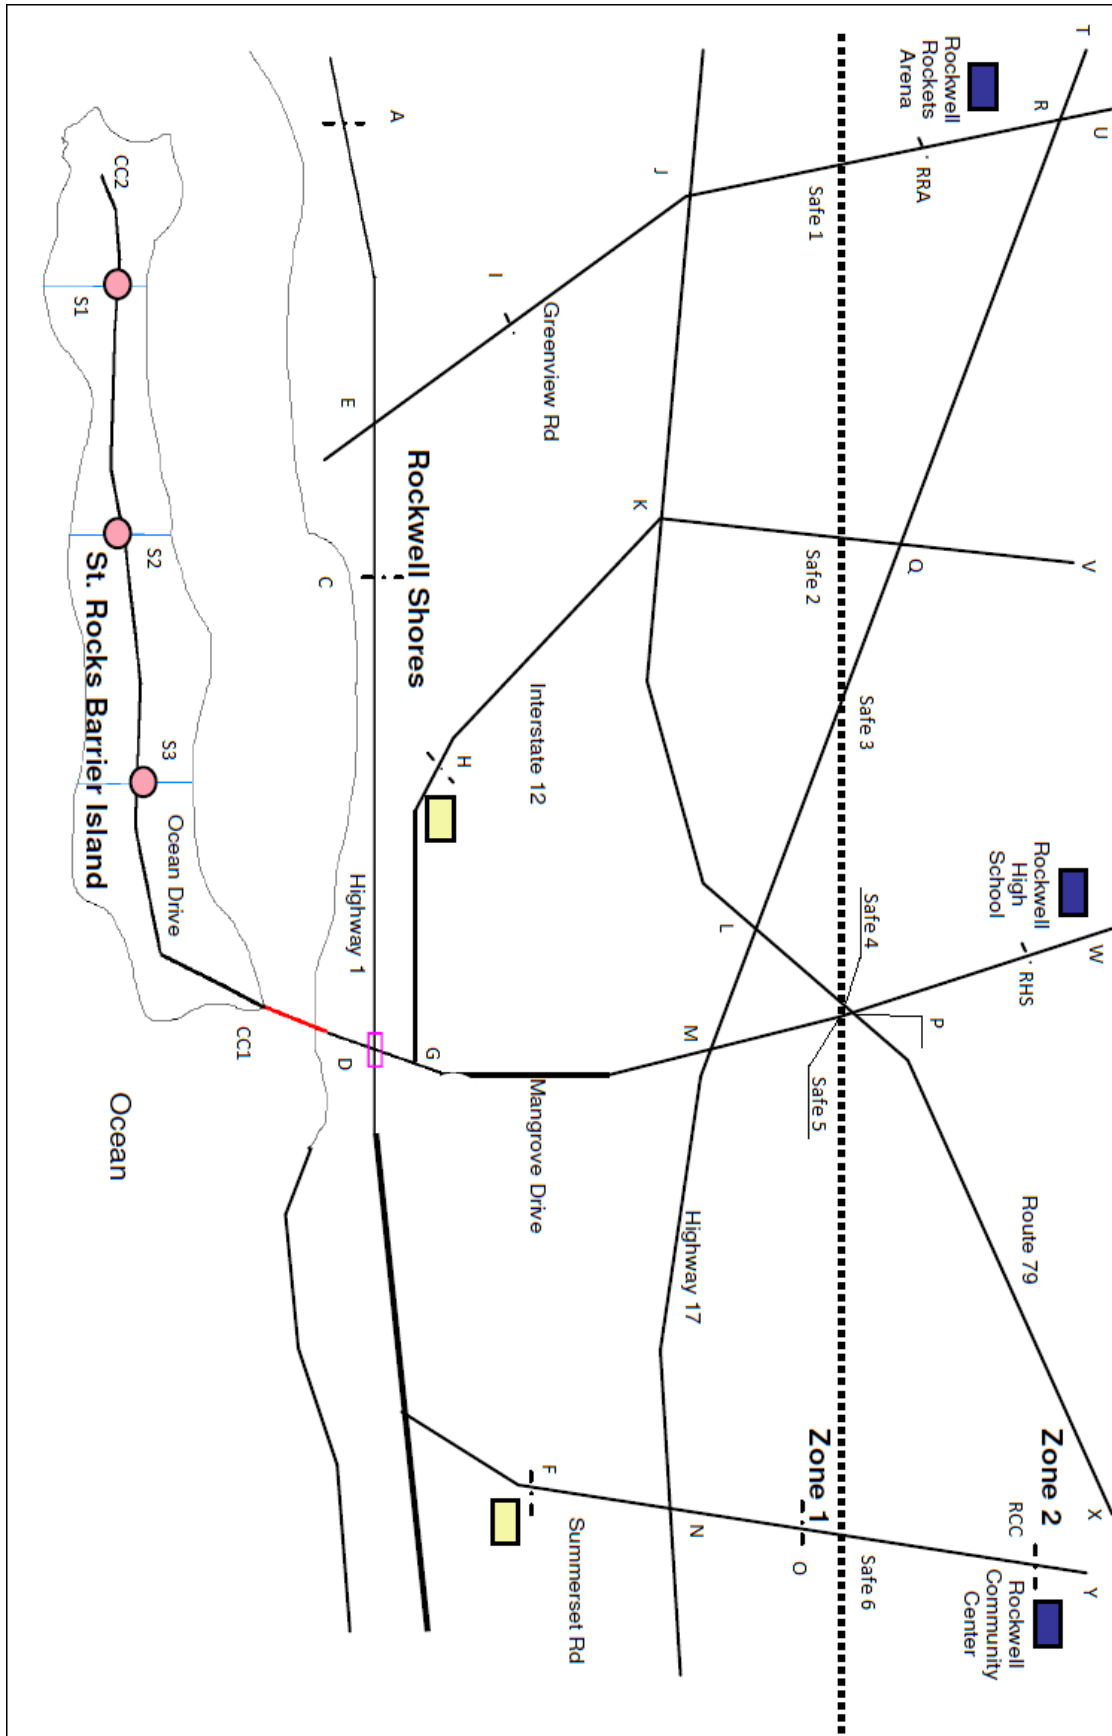 T
U
R
Rockwell
Rockets
Arena
RRA
A
J
Safe 1
CC2
I
Greenview Rd
S1
E
K
Safe 2
Q
V
Rockwell Shores
C
S2
St. Rocks Barrier Island
Interstate 12
H
Safe 3
S3
Ocean Drive
Highway 1
L
Safe 4
Rockwell
High
School
RHS
W
P
M
G
D
CC1
Safe 5
Mangrove Drive
Ocean
Highway 17
Route 79
Zone 1
Zone 2
X
RCC
F
N
O
Safe 6
Y
Summerset Rd
Rockwell
Community
Center